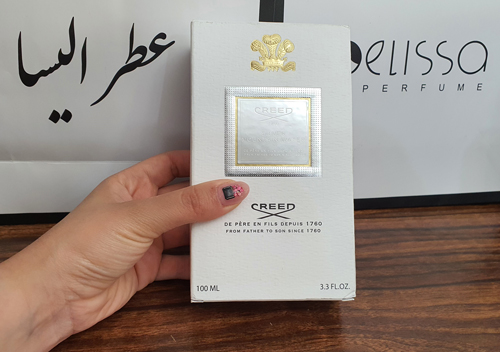 عطر الیسا
elissa
PERFUME
CREED
CREED
DE PÈRE EN FILS DEPUIS 1760
FROM FATHER TO SON SINCE 1760
100 ML
3.3 FL.OZ.